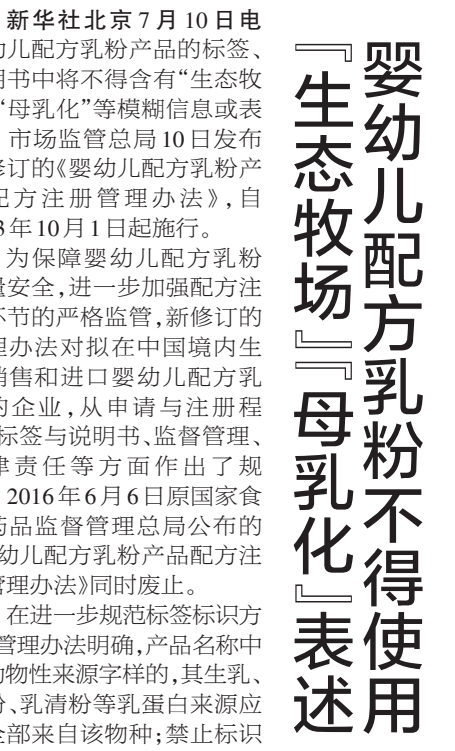 婴幼儿配方乳粉不得使用
『生态牧场』『母乳化』表述
新华社北京7月10日电
幼儿配方乳粉产品的标签、
明书中将不得含有“生态牧
“母乳化”等模糊信息或表
市场监管总局10日发布
修订的《婴幼儿配方乳粉产
配方注册管理办法》,自
3年10月1日起施行。
为保障婴幼儿配方乳粉
量安全,进一步加强配方注
环节的严格监管,新修订的
理办法对拟在中国境内生
销售和进口婴幼儿配方乳
的企业,从申请与注册程
标签与说明书、监督管理、
律责任等方面作出了规
2016年6月6日原国家食
药品监督管理总局公布的
幼儿配方乳粉产品配方注
管理办法》同时废止。
在进一步规范标签标识方
管理办法明确,产品名称中
动物性来源字样的,其生乳、
粉、乳清粉等乳蛋白来源应
全部来自该物种;禁止标识